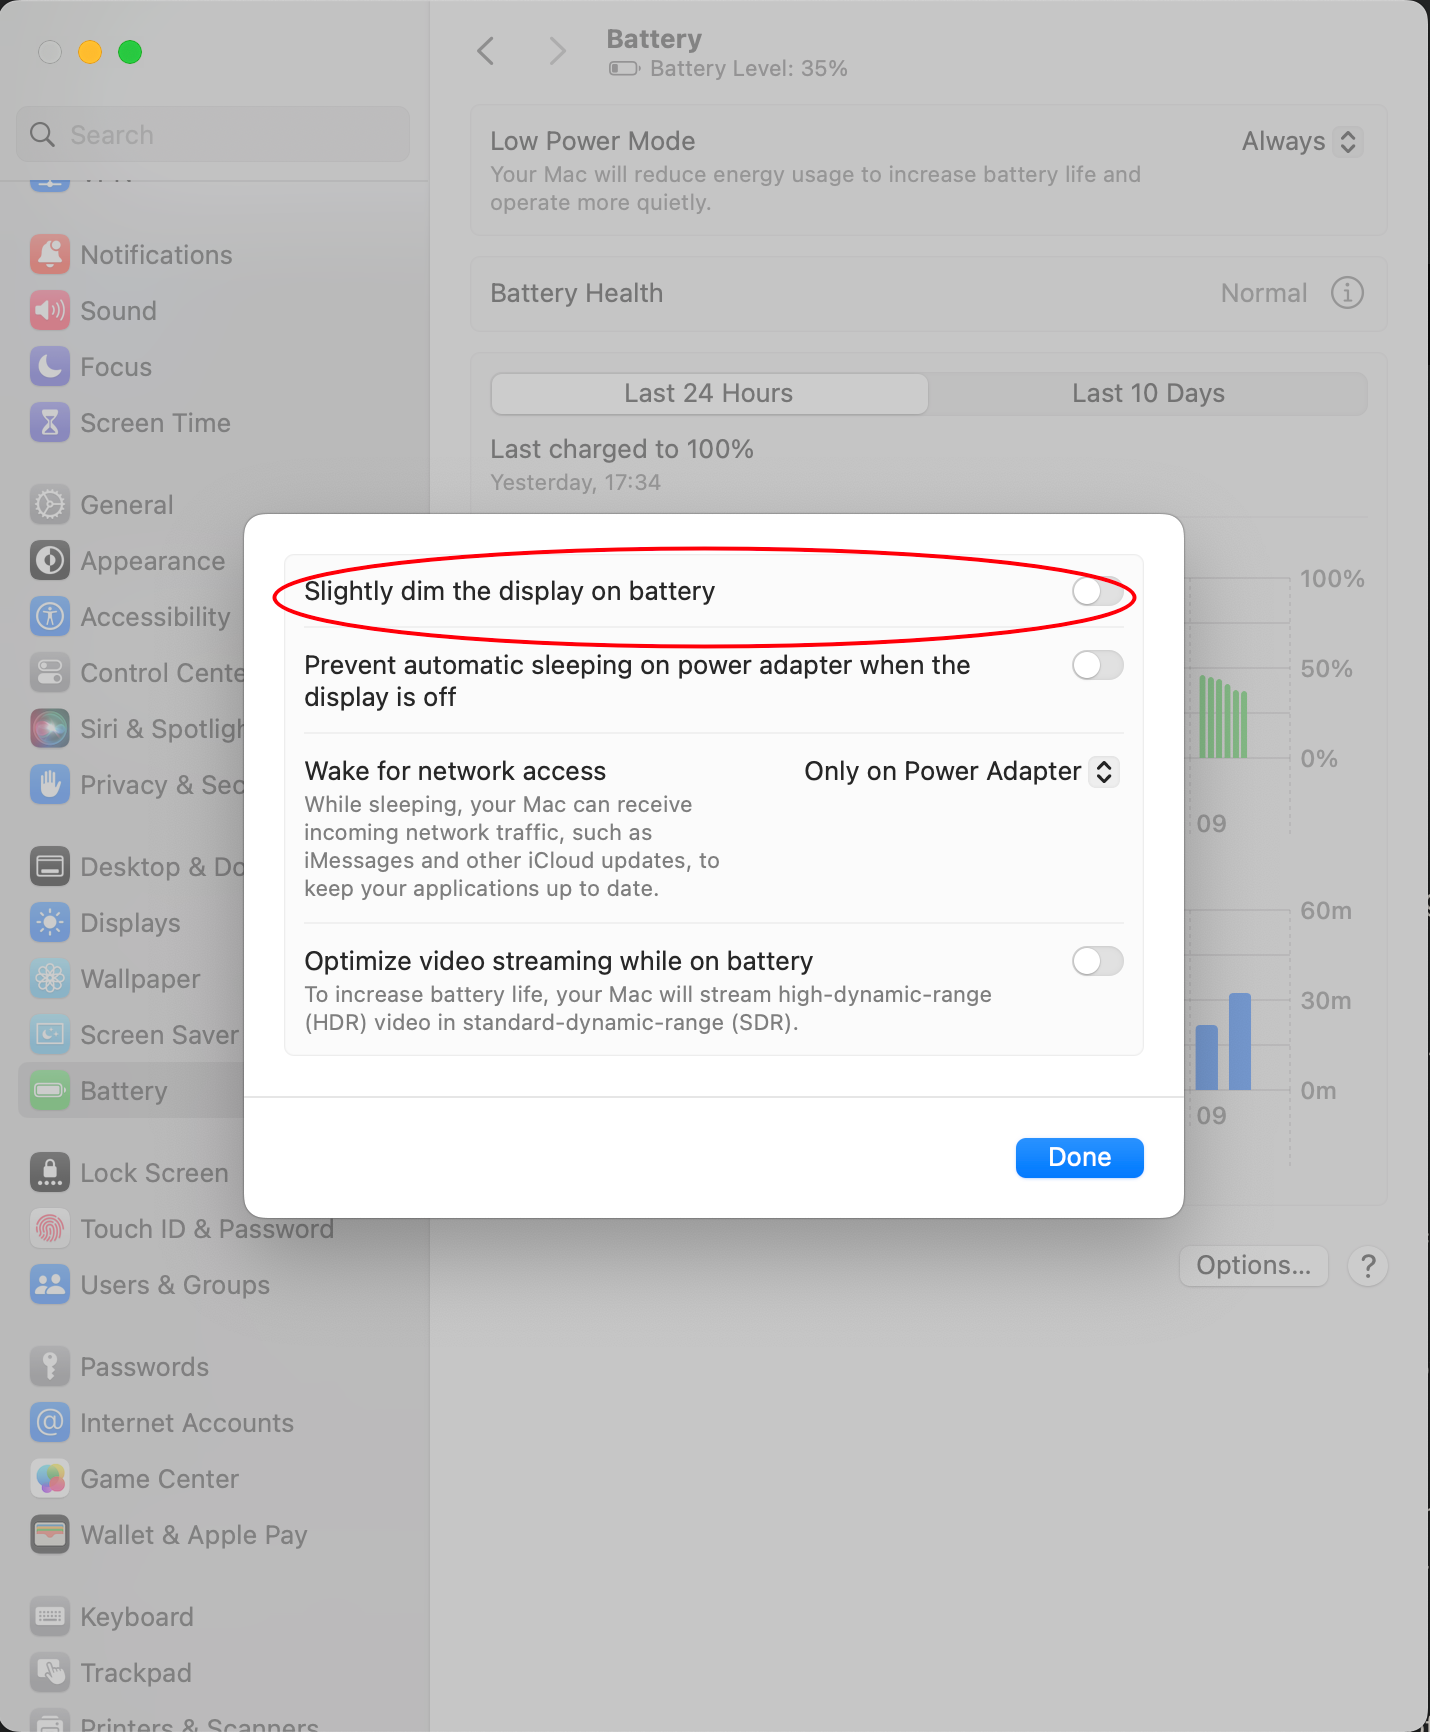 Battery
Battery Level: 35%
Search
Low Power Mode
Always
Your Mac will reduce energy usage to increase battery life and
operate more quietly.
Notifications
Sound
Focus
Screen Time
General
Appearance
Accessibility
Control Cente
Siri & Spotligh
Privacy & Sec
Desktop & Do
Displays
Wallpaper
Screen Saver
Battery
Lock Screen
Touch ID & Password
Users & Groups
Passwords
Internet Accounts
Game Center
Wallet & Apple Pay
Keyboard
Trackpad
Printers & Scanners
Battery Health
Normal
Last 24 Hours
Last 10 Days
Last charged to 100%
Yesterday, 17:34
100%
50%
0%
09
60m
30m
0m
09
Slightly dim the display on battery
Prevent automatic sleeping on power adapter when the
display is off
Wake for network access
Only on Power Adapter
While sleeping, your Mac can receive
incoming network traffic, such as
iMessages and other iCloud updates, to
keep your applications up to date.
Optimize video streaming while on battery
To increase battery life, your Mac will stream high-dynamic-range
(HDR) video in standard-dynamic-range (SDR).
Done
Options...
?